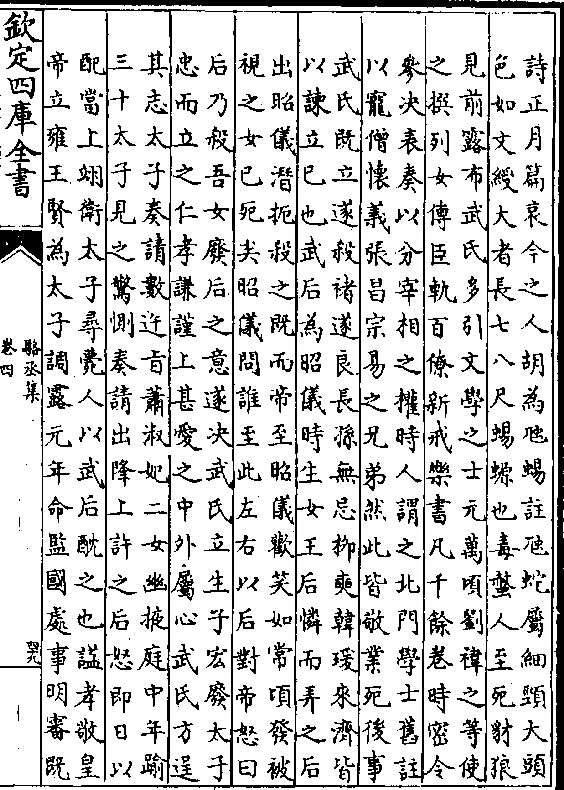 詩正月篇哀今之人胡為虺蜴註虺蛇屬細頸大頭
色如文綬大者長七八尺蜴螈也毒螫人至死豺狼
見前露布武氏多引文學之士元萬頃劉禕之等使
之撰列女傳臣軌百僚新戒樂書凡千餘卷時密令
參决表奏以分宰相之權時人謂之北門學士舊註
以寵僧懷義張昌宗易之兄弟然此皆敬業死後事
武氏既立遂殺禇遂良長孫無忌柳奭韓瑗來濟皆
以諫立已也武后為昭儀時生女王后憐而弄之后
出昭儀潛扼殺之既而帝至昭儀歡笑如常頃發被
視之女已死矣昭儀問誰至此左右以后對帝怒曰
后乃殺吾女廢后之意遂决武氏立生子宏廢太子
忠而立之仁孝謙謹上甚愛之中外屬心武氏方逞
其志太子奏請數迕㫖蕭淑妃二女幽掖庭中年踰
三十太子見之驚惻奏請出降上許之后怒即日以
配當上翊衛太子尋薨人以武后酖之也諡孝敬皇
帝立雍王賢為太子調露元年命監國處事明審既
欽定四庫全書
駱丞集
卷四